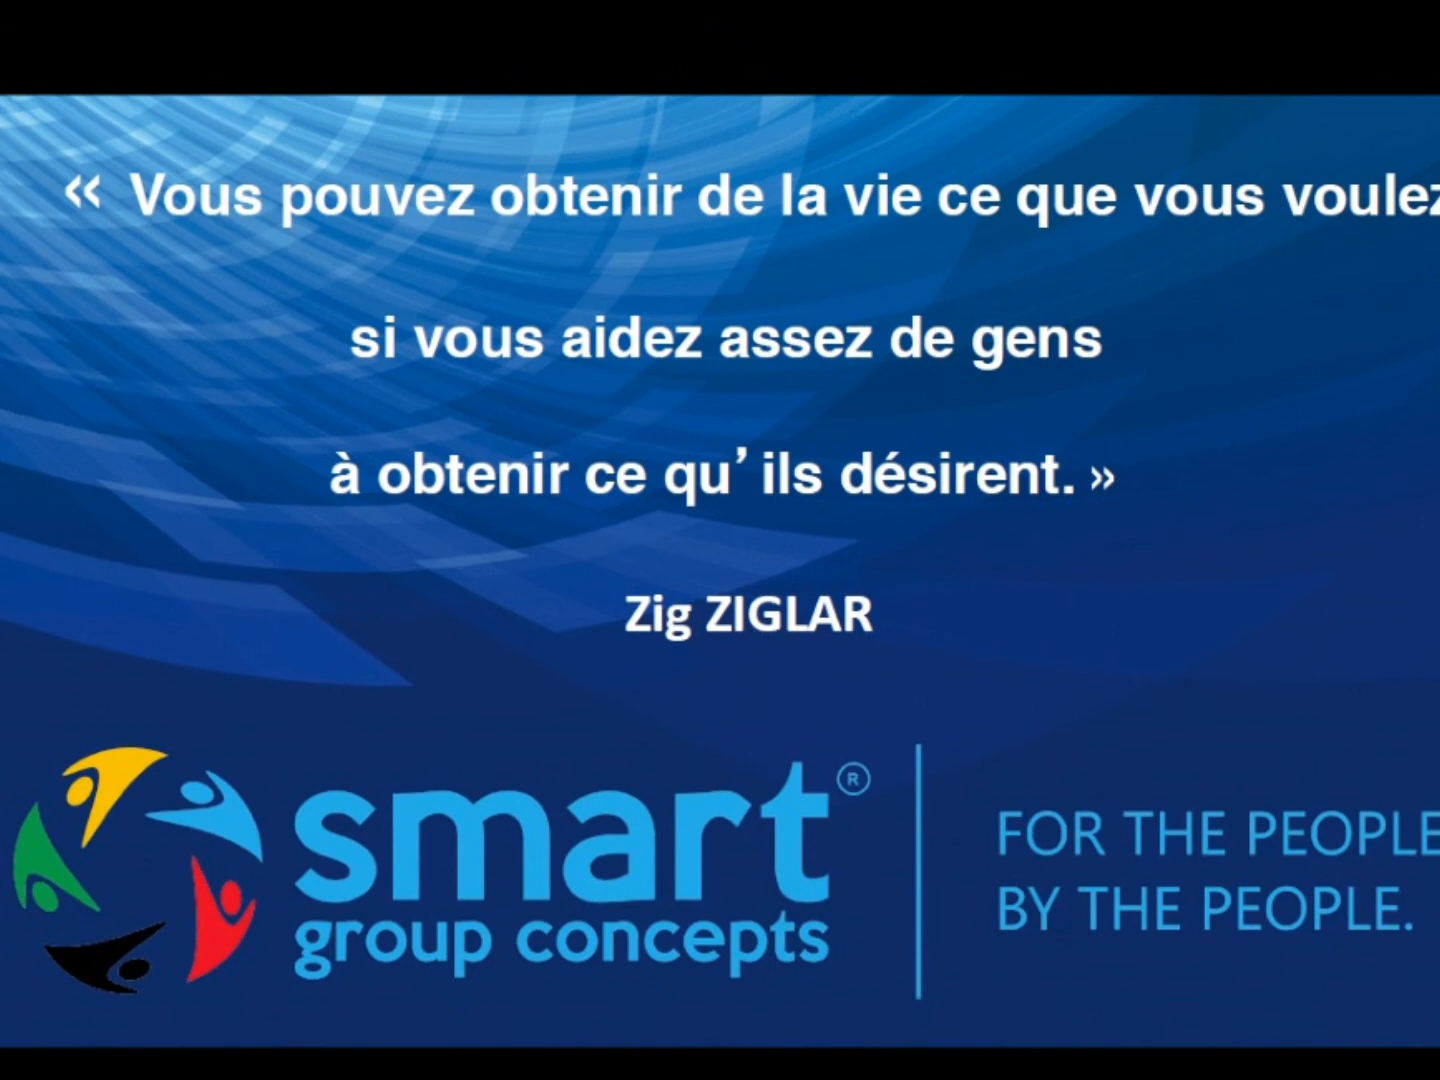 « Vous pouvez obtenir de la vie ce que vous voulez
si vous aidez assez de gens
à obtenir ce qu’ils désirent. »
Zig ZIGLAR
smart ®
group concepts
FOR THE PEOPLE
BY THE PEOPLE.